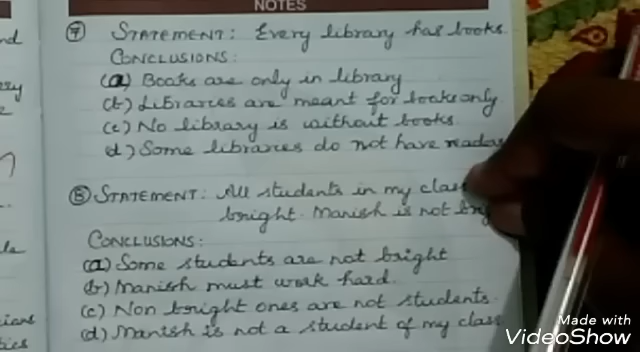 NOTES
⑦ STATEMENT: Every library has books.
CONCLUSIONS:
(a) Books are only in library
(b) Libraries are meant for books only
(c) No library is without books.
(d) Some libraries do not have readers
⑧ STATEMENT: All students in my class
bright. Manish is not
CONCLUSIONS:
(a) Some students are not bright
(b) Manish must work hard.
(c) Non bright ones are not students.
(d) Manish is not a student of my class
Made with
VideoShow